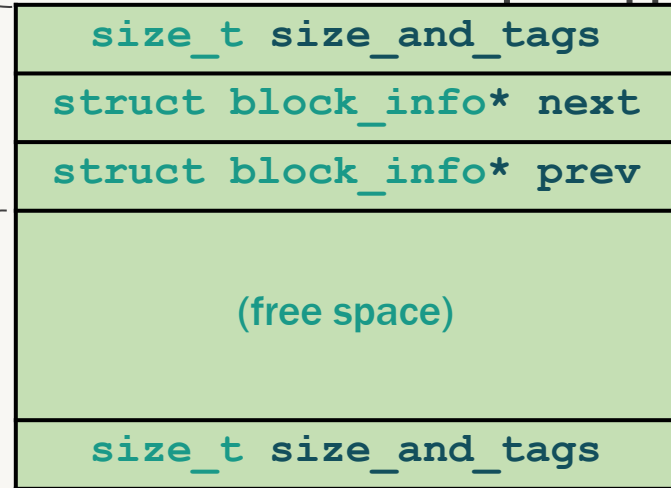 size_t size_and_tags
struct block_info* next
struct block_info* prev
(free space)
size_t size_and_tags